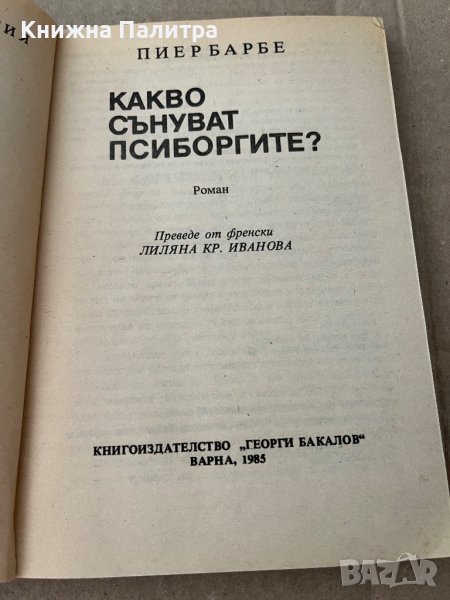 Книжна Палитра
ПИЕР БАРБЕ
КАКВО
СЪНУВАТ
ПСИБОРГИТЕ?
Роман
Преведе от френски
ЛИЛЯНА КР. ИВАНОВА
КНИГОИЗДАТЕЛСТВО „ГЕОРГИ БАКАЛОВ“
ВАРНА, 1985
BAZAR